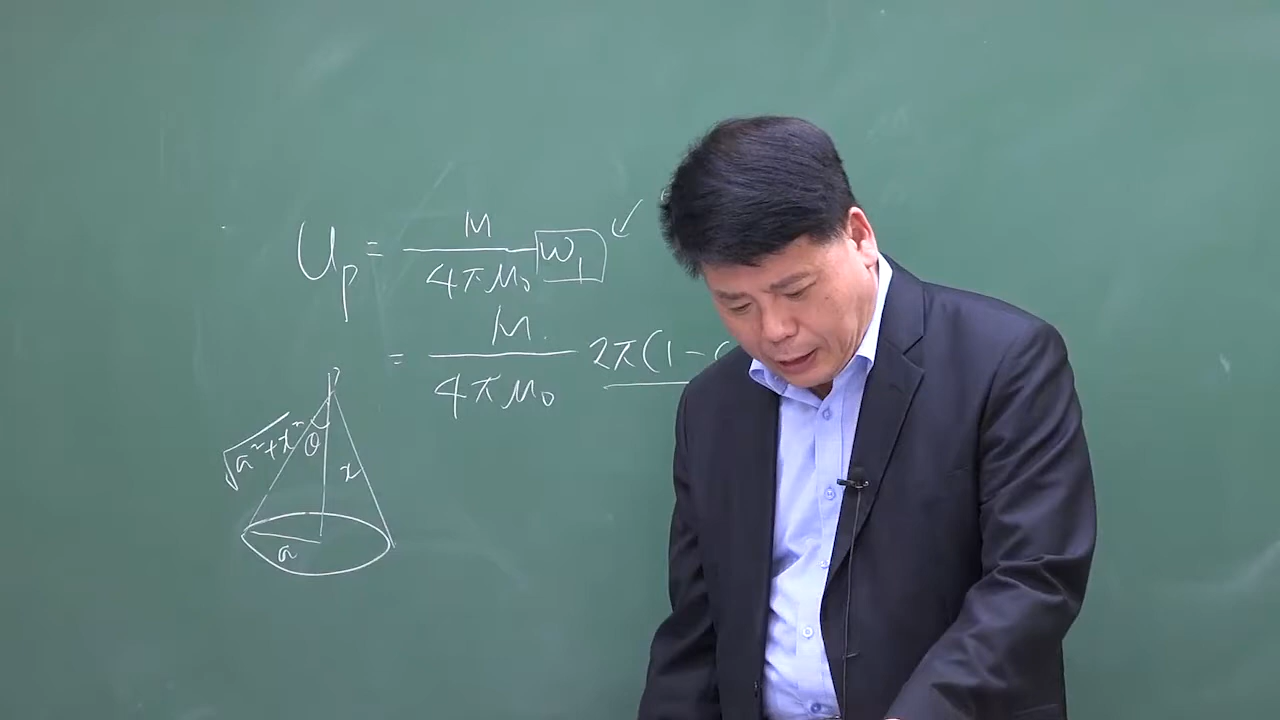 U_p = M / 4πμ₀ ω₁
= M / 4πμ₀ 2π(1 -
P
√a²+x²
θ
x
a